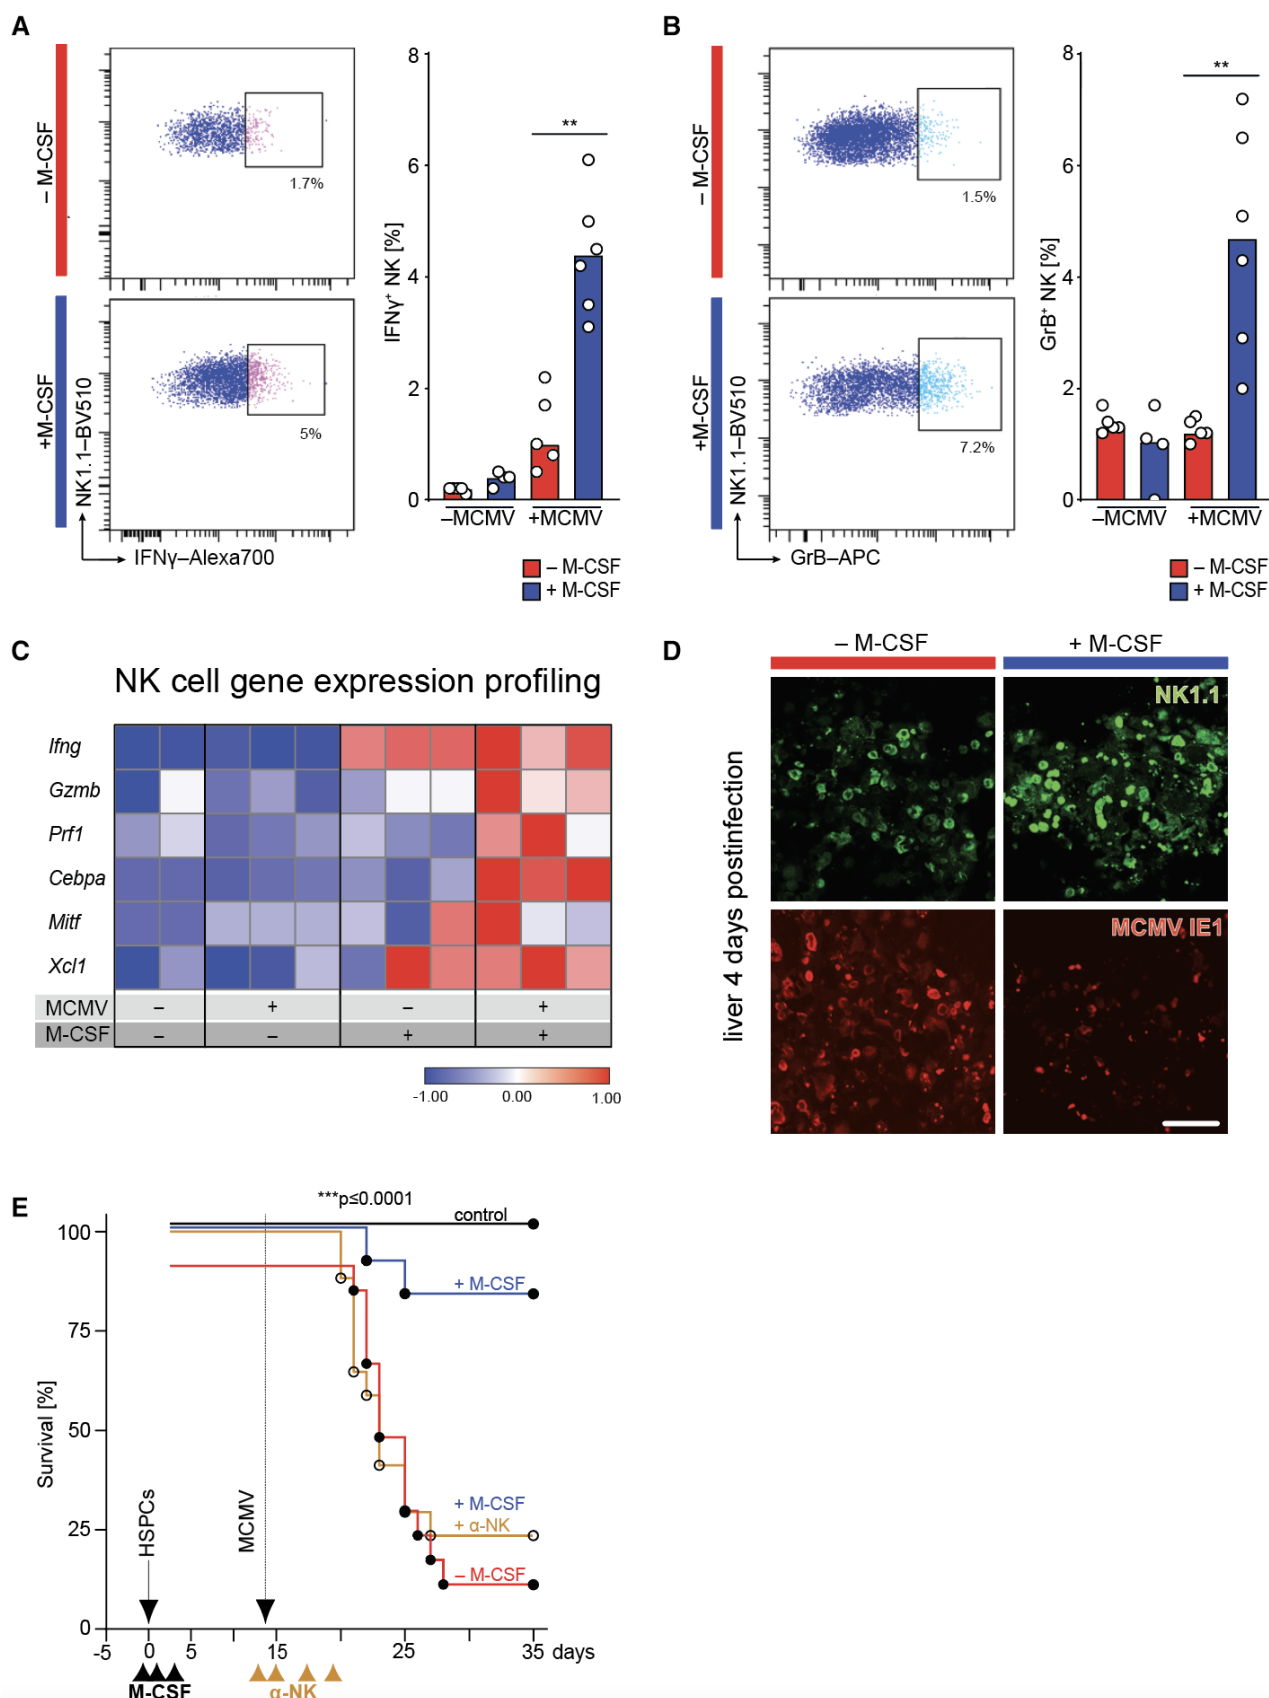 A
– M-CSF
1.7%
+M-CSF
NK1.1–BV510
5%
IFNγ–Alexa700
IFNγ⁺ NK [%]
8
6
4
2
0
**
–MCMV
+MCMV
– M-CSF
+ M-CSF
B
– M-CSF
1.5%
+M-CSF
NK1.1–BV510
7.2%
GrB–APC
GrB⁺ NK [%]
8
6
4
2
0
**
–MCMV
+MCMV
– M-CSF
+ M-CSF
C
NK cell gene expression profiling
Ifng
Gzmb
Prf1
Cebpa
Mitf
Xcl1
MCMV – + – +
M-CSF – – + +
-1.00 0.00 1.00
D
– M-CSF
+ M-CSF
NK1.1
MCMV IE1
liver 4 days postinfection
E
***p≤0.0001
control
+ M-CSF
+ M-CSF
+ α-NK
– M-CSF
Survival [%]
100
75
50
25
0
HSPCs
MCMV
-5 0 5 15 25 35 days
M-CSF
α-NK